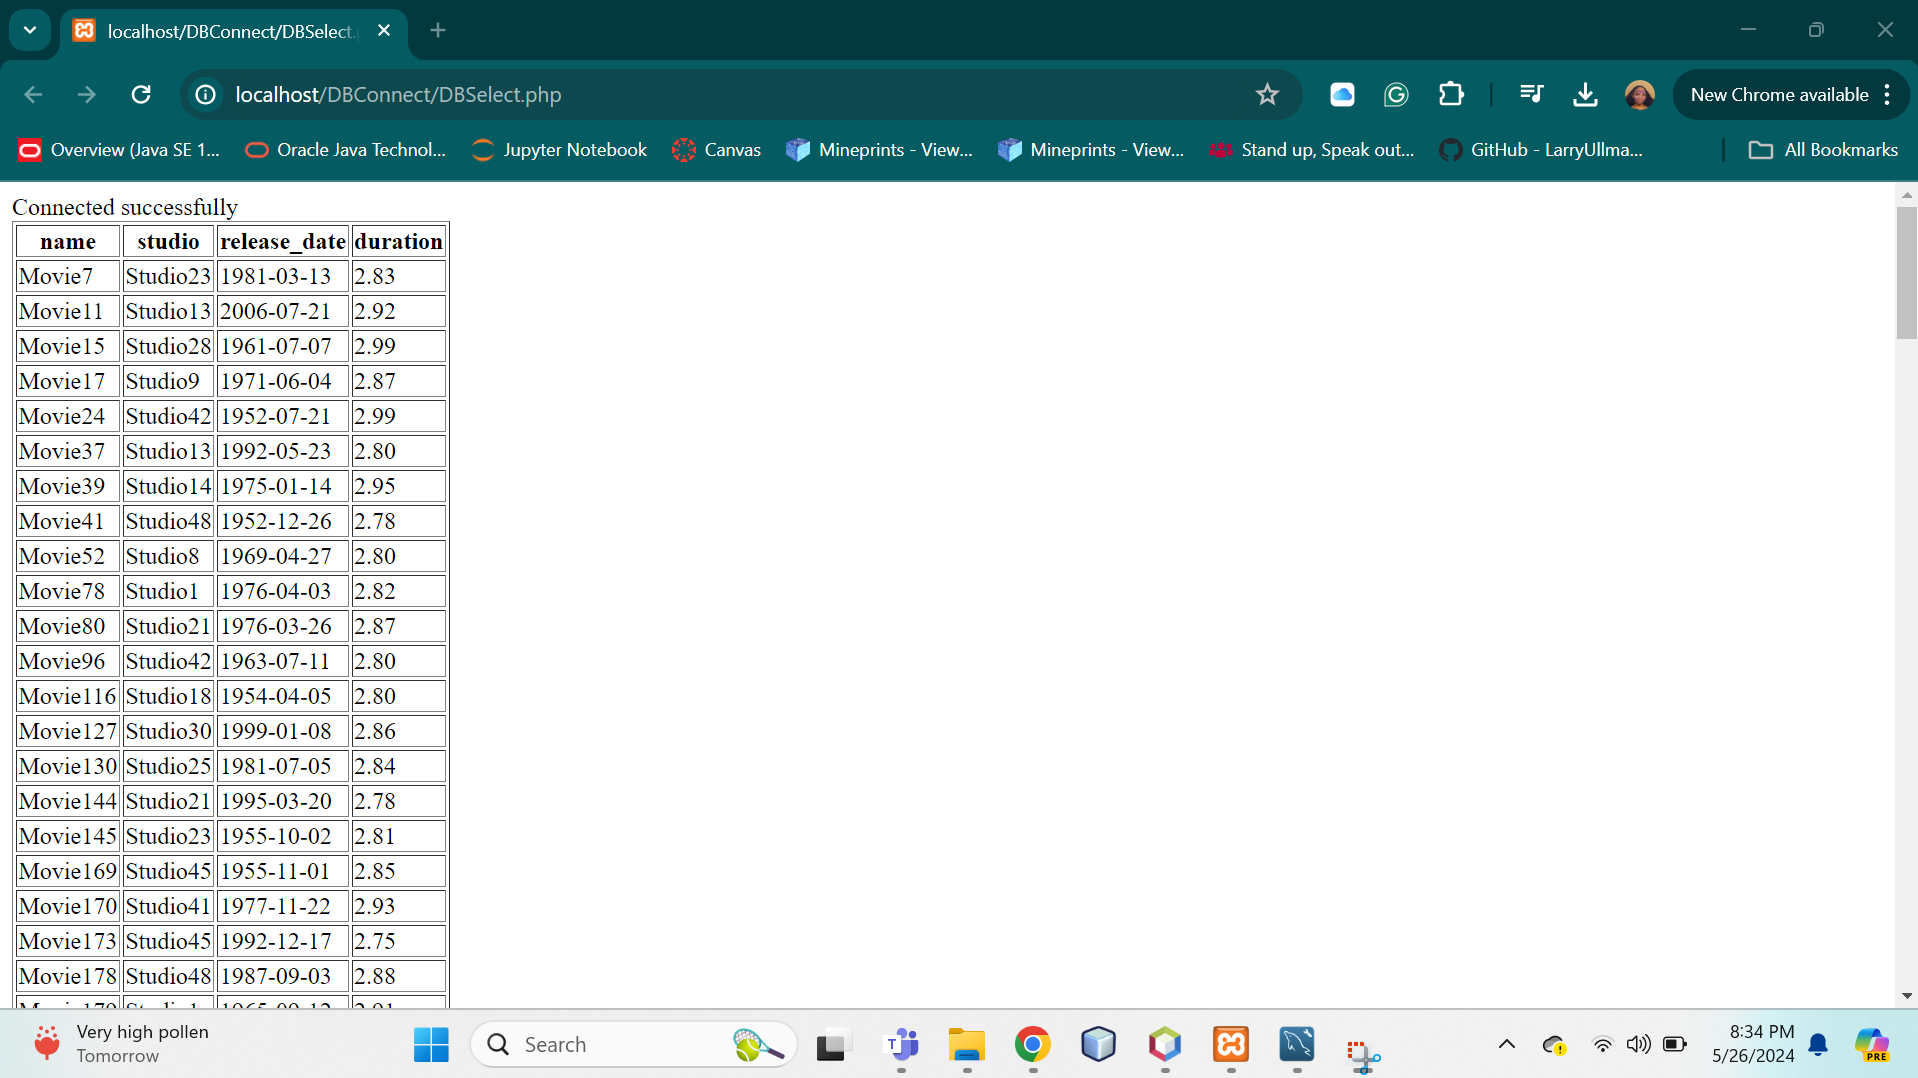 localhost/DBConnect/DBSelect.
localhost/DBConnect/DBSelect.php
New Chrome available
Overview (Java SE 1... Oracle Java Technol... Jupyter Notebook Canvas Mineprints - View... Mineprints - View... Stand up, Speak out... GitHub - LarryUllma... All Bookmarks
Connected successfully
name studio release_date duration
Movie7 Studio23 1981-03-13 2.83
Movie11 Studio13 2006-07-21 2.92
Movie15 Studio28 1961-07-07 2.99
Movie17 Studio9 1971-06-04 2.87
Movie24 Studio42 1952-07-21 2.99
Movie37 Studio13 1992-05-23 2.80
Movie39 Studio14 1975-01-14 2.95
Movie41 Studio48 1952-12-26 2.78
Movie52 Studio8 1969-04-27 2.80
Movie78 Studio1 1976-04-03 2.82
Movie80 Studio21 1976-03-26 2.87
Movie96 Studio42 1963-07-11 2.80
Movie116 Studio18 1954-04-05 2.80
Movie127 Studio30 1999-01-08 2.86
Movie130 Studio25 1981-07-05 2.84
Movie144 Studio21 1995-03-20 2.78
Movie145 Studio23 1955-10-02 2.81
Movie169 Studio45 1955-11-01 2.85
Movie170 Studio41 1977-11-22 2.93
Movie173 Studio45 1992-12-17 2.75
Movie178 Studio48 1987-09-03 2.88
Very high pollen
Tomorrow
Search
8:34 PM
5/26/2024
PRE